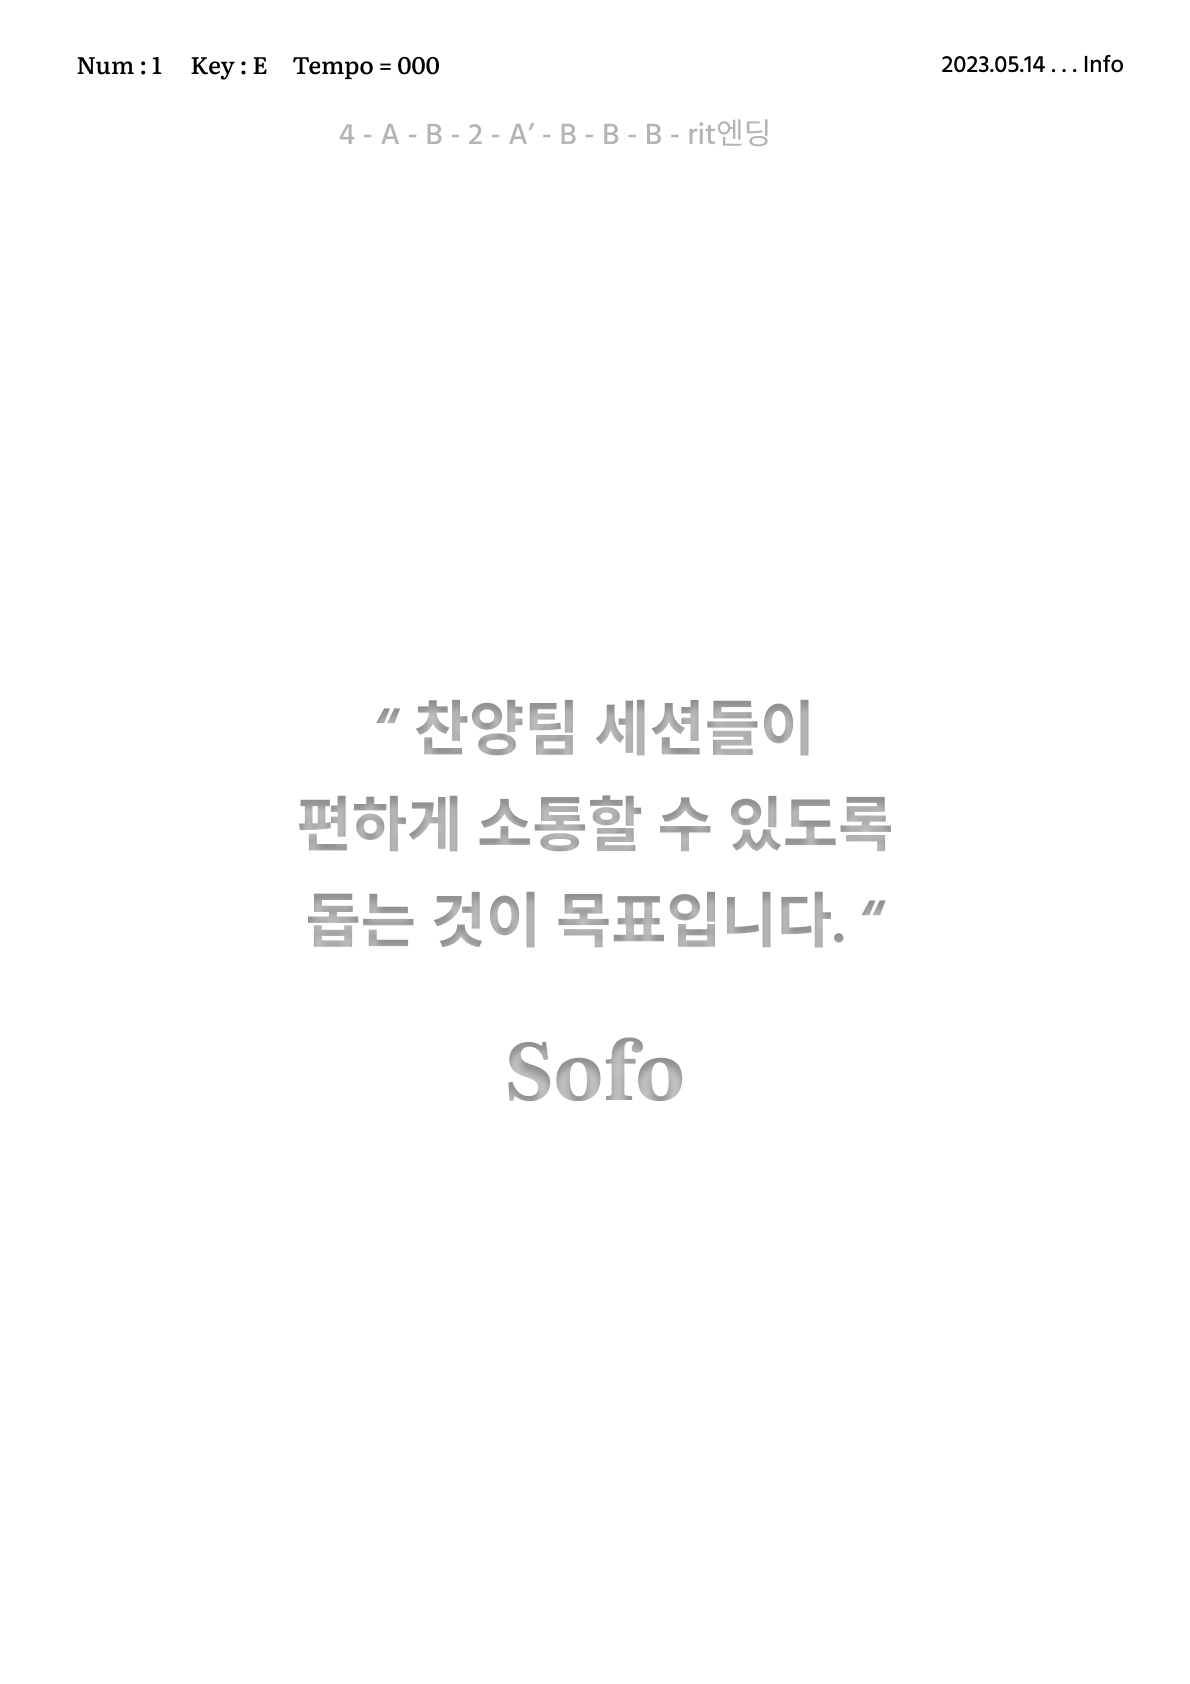 Num : 1 Key : E Tempo = 000 2023.05.14 . . . Info
4 - A - B - 2 - A′ - B - B - B - rit엔딩
“ 찬양팀 세션들이
편하게 소통할 수 있도록
돕는 것이 목표입니다. “
Sofo